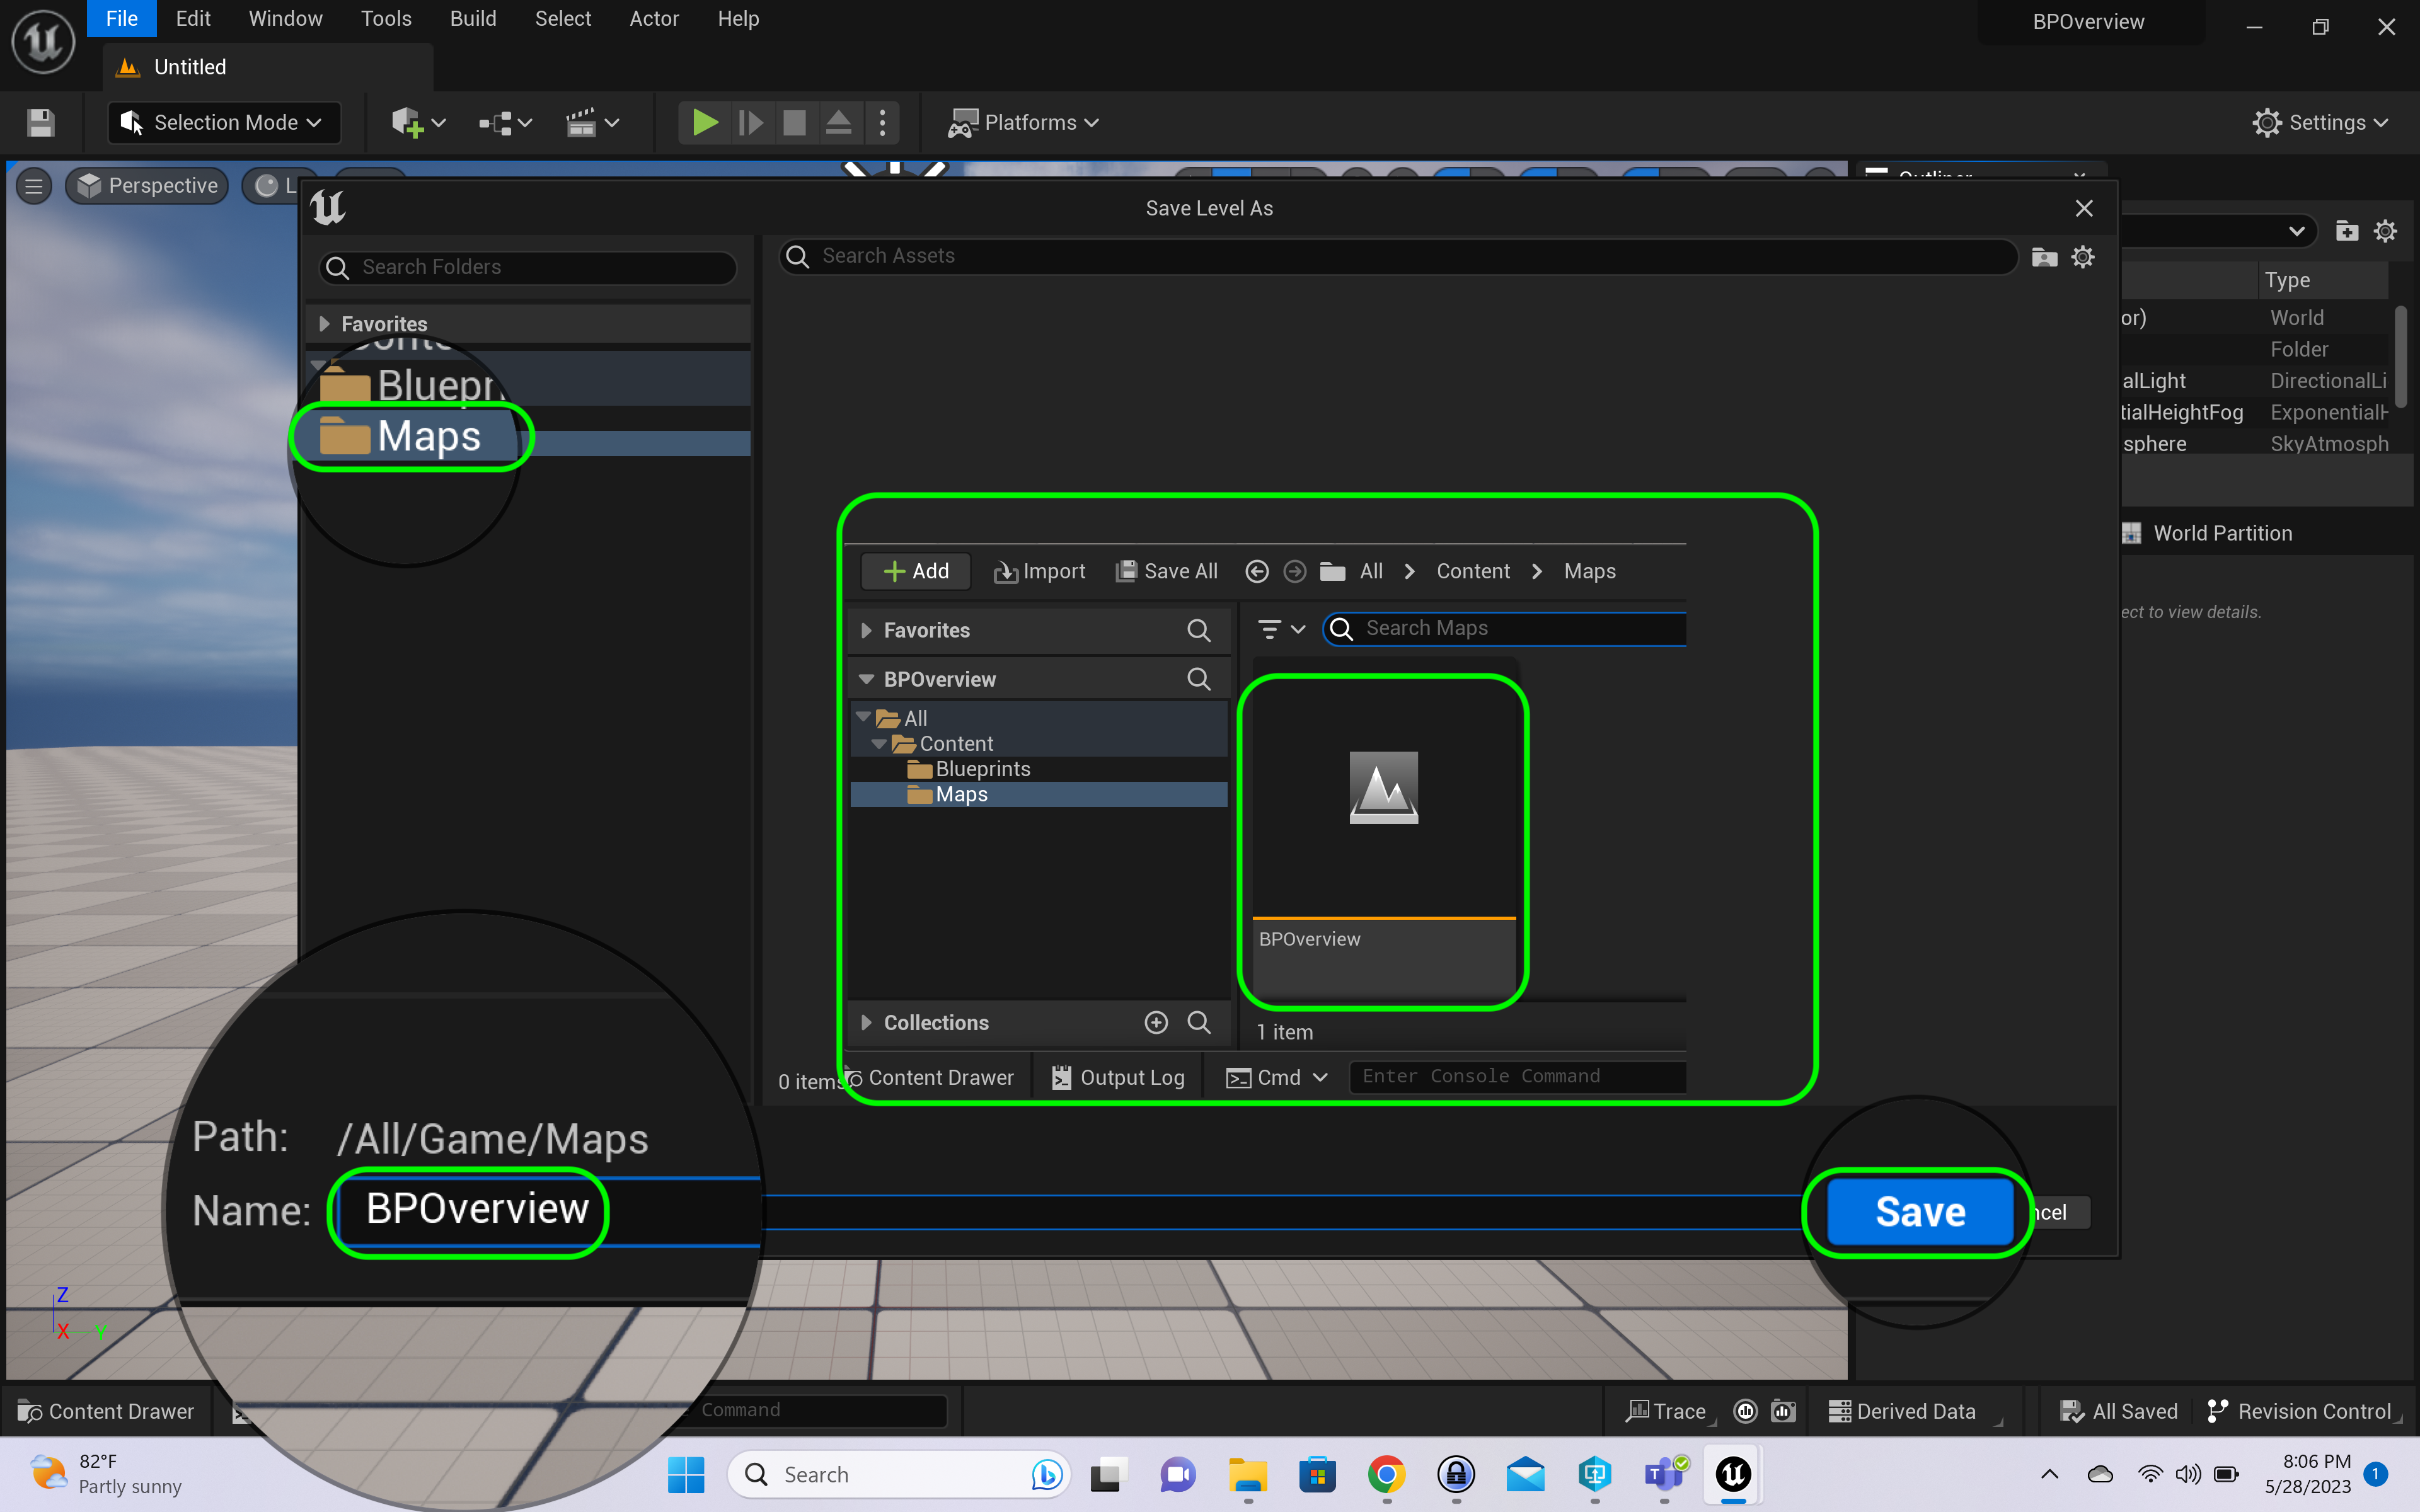 File Edit Window Tools Build Select Actor Help
BPOverview
Untitled
Selection Mode
Platforms
Settings
Perspective
Save Level As
Search Folders
Search Assets
Favorites
Maps
Type
or) World
Folder
alLight DirectionalLi
tialHeightFog
sphere SkyAtmosph
World Partition
ect to view details.
Add Import Save All All > Content > Maps
Favorites
Search Maps
BPOverview
All
Content
Blueprints
Maps
BPOverview
Collections
1 item
0 items
Content Drawer Output Log Cmd Enter Console Command
Path: /All/Game/Maps
Name: BPOverview
Save
ncel
Z
X Y
Content Drawer
Command
Trace
Derived Data
All Saved
Revision Control
82°F
Partly sunny
Search
T
8:06 PM
5/28/2023
1